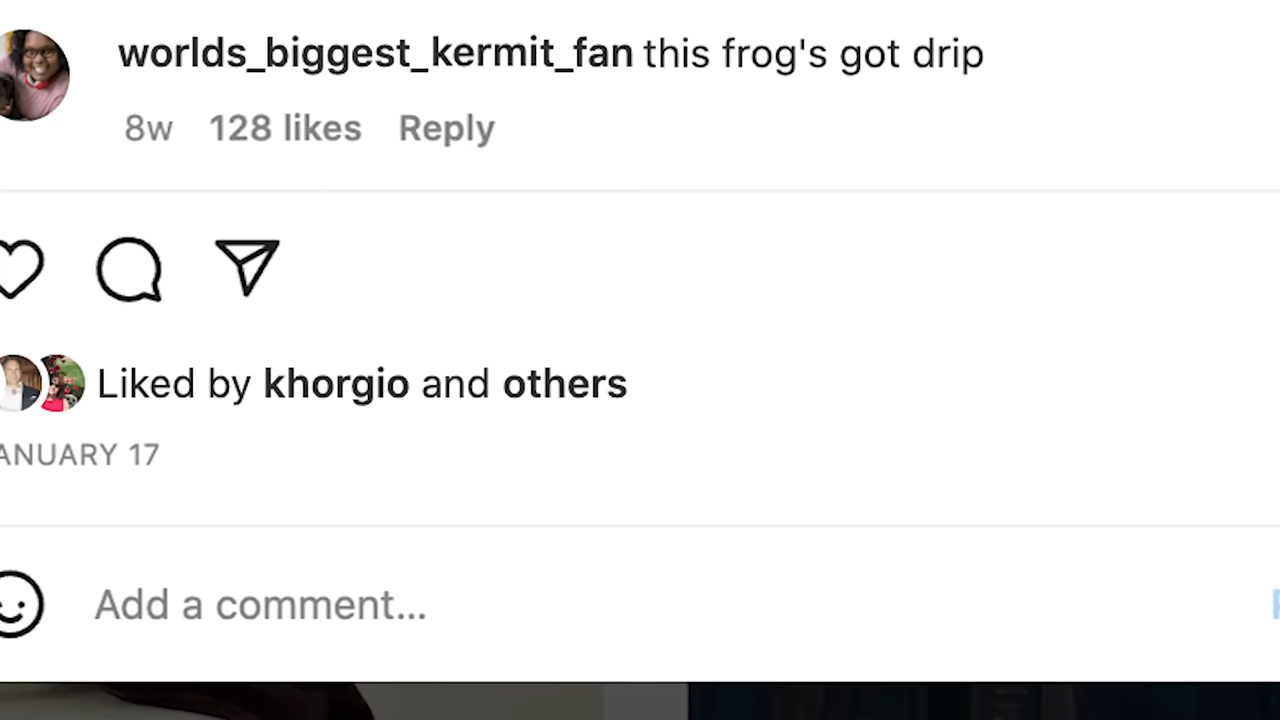 worlds_biggest_kermit_fan this frog's got drip
8w 128 likes Reply
Liked by khorgio and others
ANUARY 17
Add a comment...